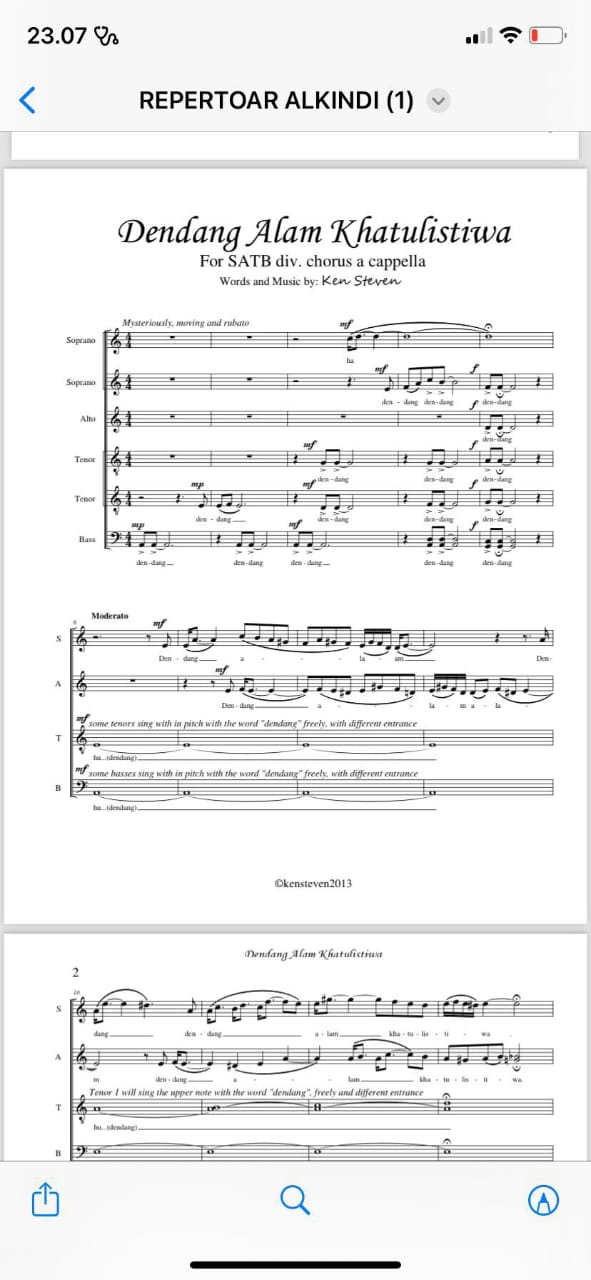 23.07
REPERTOAR ALKINDI (1)
Dendang Alam Khatulistiwa
For SATB div. chorus a cappella
Words and Music by: Ken Steven
Mysteriously, moving and rubato
mf
Soprano
ha
mf
f
Soprano
den - dang den-dang
f den-dang
Alto
f den-dang
mf
Tenor
den - dang
den-dang
f den-dang
mp
mf
Tenor
den - dang
den - dang
den-dang
f den-dang
mp
mf
Bass
den-dang
den-dang
den - dang
den-dang
den-dang
Moderato
6
mf
S
Den - dang a - la am Den-
mf
A
Den - dang a - la - m a - la
mf some tenors sing with in pitch with the word "dendang" freely, with different entrance
T
hu...(dendang)
mf some basses sing with in pitch with the word "dendang" freely, with different entrance
B
hu...(dendang)
©kensteven2013
Dendang Alam Khatulistiwa
2
10
S
dang den - dang a - lam kha - tu - lis - ti - wa
A
m den - dang a - lam kha - tu - lis - ti - wa
Tenor I will sing the upper note with the word "dendang", freely and different entrance
T
hu...(dendang)
B